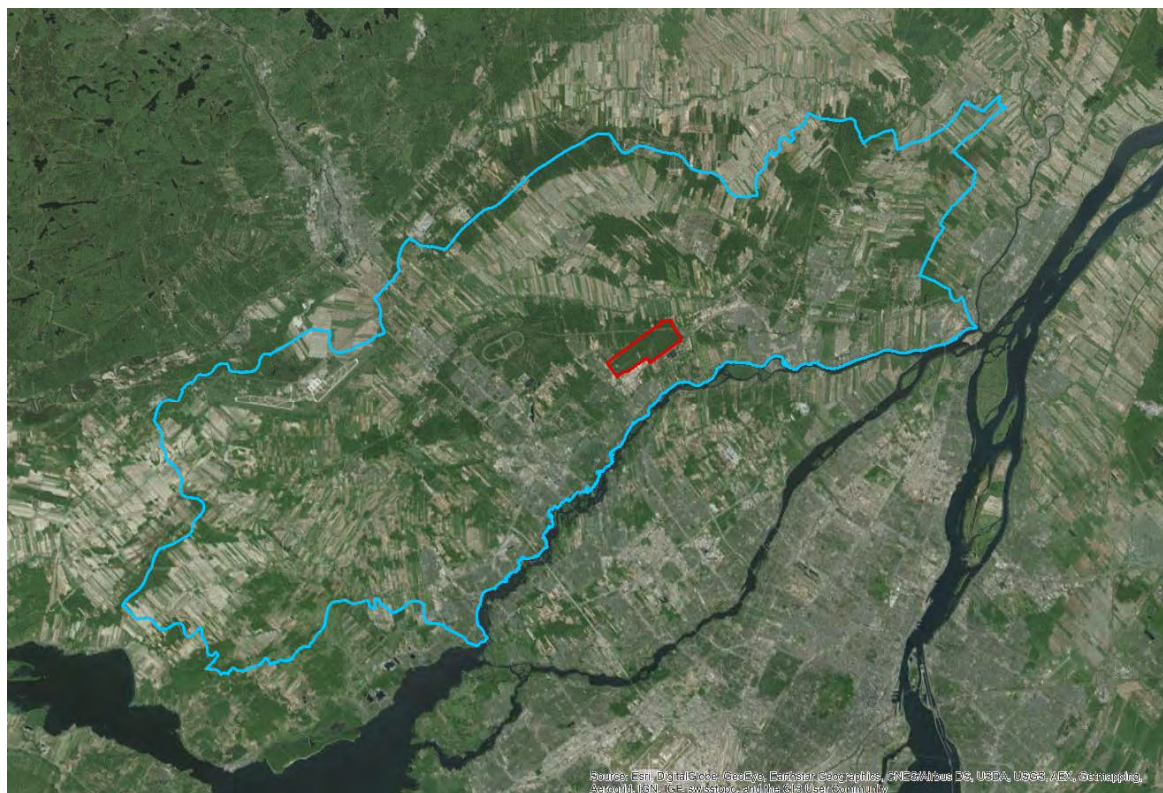 Source: Esri, DigitalGlobe, GeoEye, Earthstar Geographics, CNES/Airbus DS, USDA, USGS, AEX, Getmapping,
Aerogrid, IGN, IGP, swisstopo, and the GIS User Community